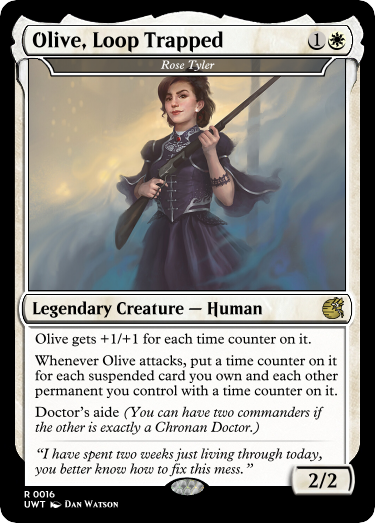 Olive, Loop Trapped 1
Rose Tyler
Legendary Creature — Human
Olive gets +1/+1 for each time counter on it.
Whenever Olive attacks, put a time counter on it
for each suspended card you own and each other
permanent you control with a time counter on it.
Doctor's aide (You can have two commanders if
the other is exactly a Chronan Doctor.)
“I have spent two weeks just living through today,
you better know how to fix this mess.”
2/2
R 0016
UWT Dan Watson